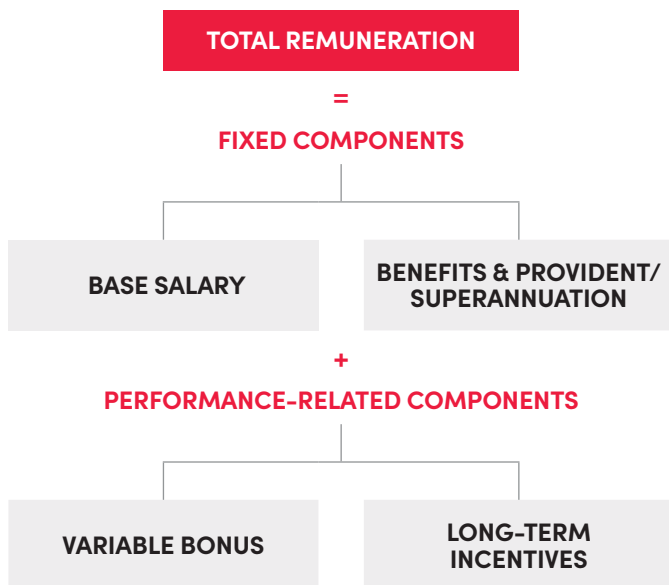 TOTAL REMUNERATION
=
FIXED COMPONENTS
BASE SALARY
BENEFITS & PROVIDENT/
SUPERANNUATION
+
PERFORMANCE-RELATED COMPONENTS
VARIABLE BONUS
LONG-TERM
INCENTIVES